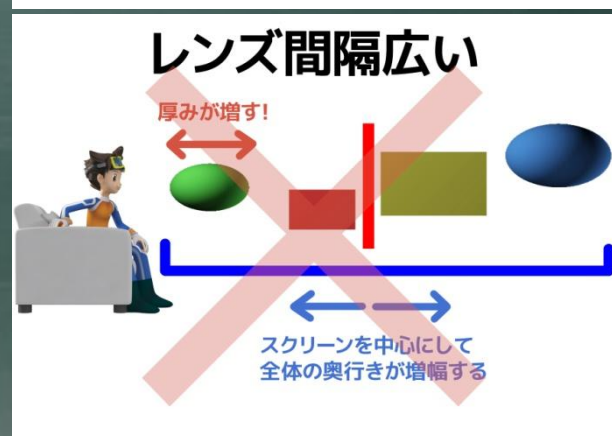 レンズ間隔広い
厚みが増す!
スクリーンを中心にして
全体の奥行きが増幅する